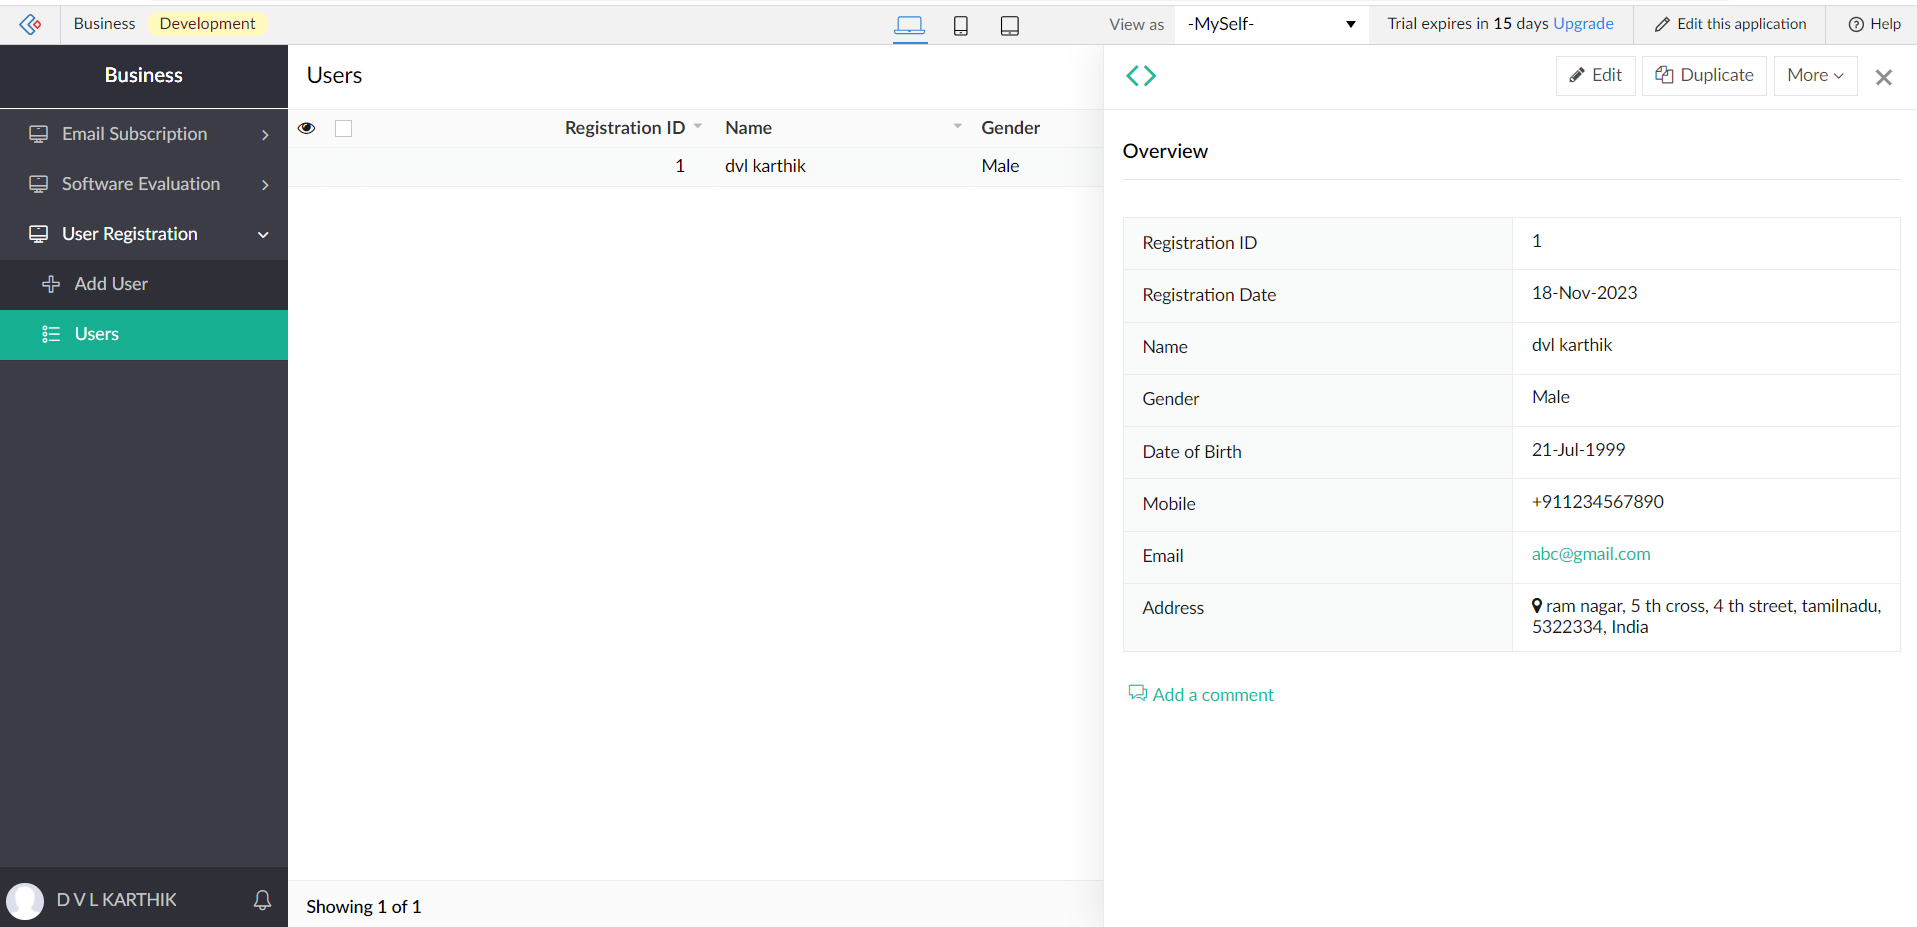 Business Development View as -MySelf- Trial expires in 15 days Upgrade Edit this application Help
Business
Email Subscription
Software Evaluation
User Registration
Add User
Users
D V L KARTHIK
Users
Registration ID Name Gender
1 dvl karthik Male
Showing 1 of 1
Edit Duplicate More
Overview
Registration ID 1
Registration Date 18-Nov-2023
Name dvl karthik
Gender Male
Date of Birth 21-Jul-1999
Mobile +911234567890
Email abc@gmail.com
Address ram nagar, 5 th cross, 4 th street, tamilnadu,
5322334, India
Add a comment